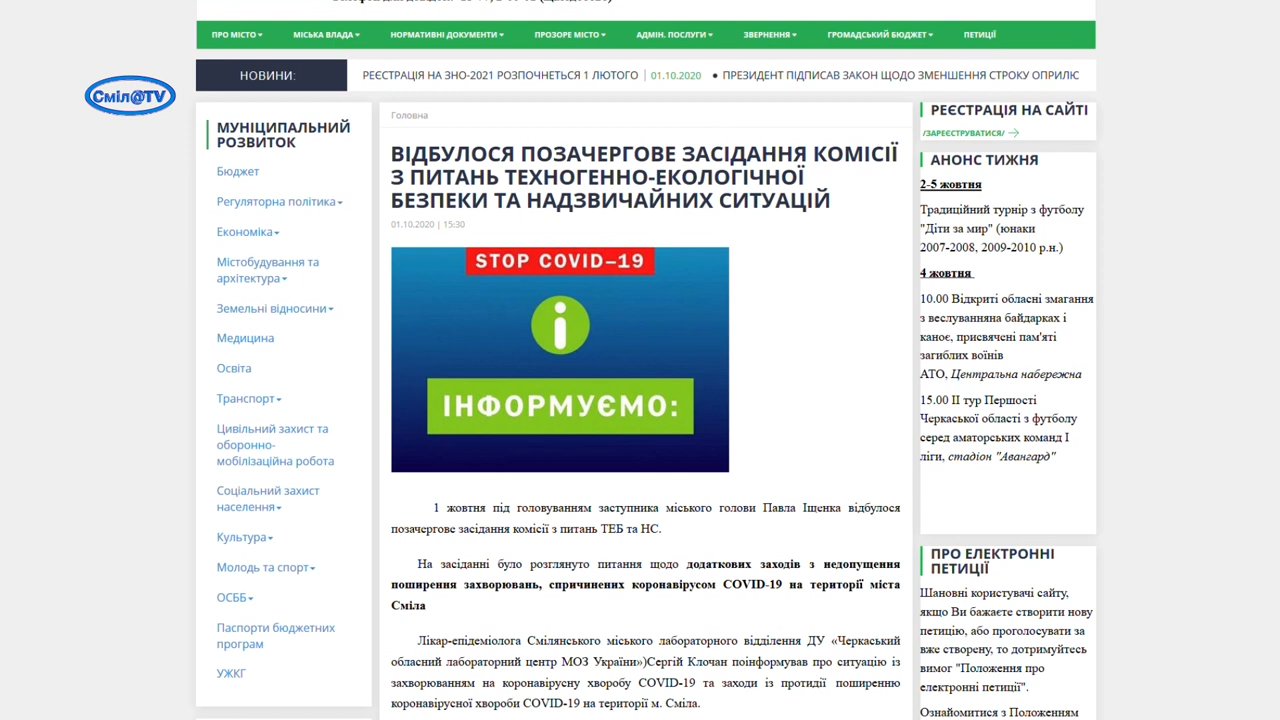 ПРО МІСТО МІСЬКА ВЛАДА НОРМАТИВНІ ДОКУМЕНТИ ПРОЗОРЕ МІСТО АДМІН. ПОСЛУГИ ЗВЕРНЕННЯ ГРОМАДСЬКИЙ БЮДЖЕТ ПЕТИЦІЇ
НОВИНИ: РЕЄСТРАЦІЯ НА ЗНО-2021 РОЗПОЧНЕТЬСЯ 1 ЛЮТОГО | 01.10.2020 ● ПРЕЗИДЕНТ ПІДПИСАВ ЗАКОН ЩОДО ЗМЕНШЕННЯ СТРОКУ ОПРИЛЮ
Сміл@TV
МУНІЦИПАЛЬНИЙ
РОЗВИТОК
Бюджет
Регуляторна політика
Економіка
Містобудування та
архітектура
Земельні відносини
Медицина
Освіта
Транспорт
Цивільний захист та
оборонно-
мобілізаційна робота
Соціальний захист
населення
Культура
Молодь та спорт
ОСББ
Паспорти бюджетних
програм
УЖКГ
Головна
ВІДБУЛОСЯ ПОЗАЧЕРГОВЕ ЗАСІДАННЯ КОМІСІЇ
З ПИТАНЬ ТЕХНОГЕННО-ЕКОЛОГІЧНОЇ
БЕЗПЕКИ ТА НАДЗВИЧАЙНИХ СИТУАЦІЙ
01.10.2020 | 15:30
STOP COVID–19
i
ІНФОРМУЄМО:
1 жовтня під головуванням заступника міського голови Павла Іщенка відбулося
позачергове засідання комісії з питань ТЕБ та НС.
На засіданні було розглянуто питання щодо додаткових заходів з недопущення
поширення захворювань, спричинених коронавірусом COVID-19 на території міста
Сміла
Лікар-епідеміолога Смілянського міського лабораторного відділення ДУ «Черкаський
обласний лабораторний центр МОЗ України»)Сергій Клочан поінформував про ситуацію із
захворюванням на коронавірусну хворобу COVID-19 та заходи із протидії поширенню
коронавірусної хвороби COVID-19 на території м. Сміла.
РЕЄСТРАЦІЯ НА САЙТІ
/ЗАРЕЄСТРУВАТИСЯ/
АНОНС ТИЖНЯ
2-5 жовтня
Традиційний турнір з футболу
"Діти за мир" (юнаки
2007-2008, 2009-2010 р.н.)
4 жовтня
10.00 Відкриті обласні змагання
з веслуванняна байдарках і
каное, присвячені пам'яті
загиблих воїнів
АТО, Центральна набережна
15.00 ІІ тур Першості
Черкаської області з футболу
серед аматорських команд І
ліги, стадіон "Авангард"
ПРО ЕЛЕКТРОННІ
ПЕТИЦІЇ
Шановні користувачі сайту,
якщо Ви бажаєте створити нову
петицію, або проголосувати за
вже створену, то дотримуйтесь
вимог "Положення про
електронні петиції".
Ознайомитися з Положенням